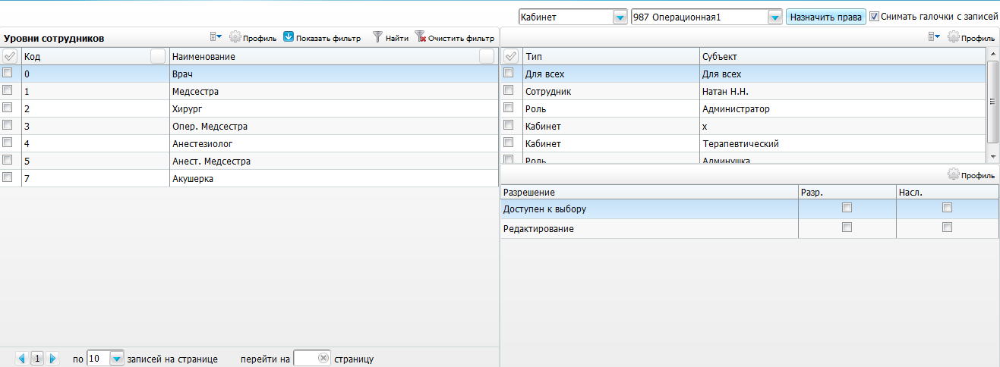 Кабинет 987 Операционная1 Назначить права Снимать галочки с записей
Уровни сотрудников Профиль Показать фильтр Найти Очистить фильтр
Код Наименование
0 Врач
1 Медсестра
2 Хирург
3 Опер. Медсестра
4 Анестезиолог
5 Анест. Медсестра
7 Акушерка
1 по 10 записей на странице перейти на страницу
Профиль
Тип Субъект
Для всех Для всех
Сотрудник Натан Н.Н.
Роль Администратор
Кабинет x
Кабинет Терапевтический
Роль Админушка
Профиль
Разрешение Разр. Насл.
Доступен к выбору
Редактирование